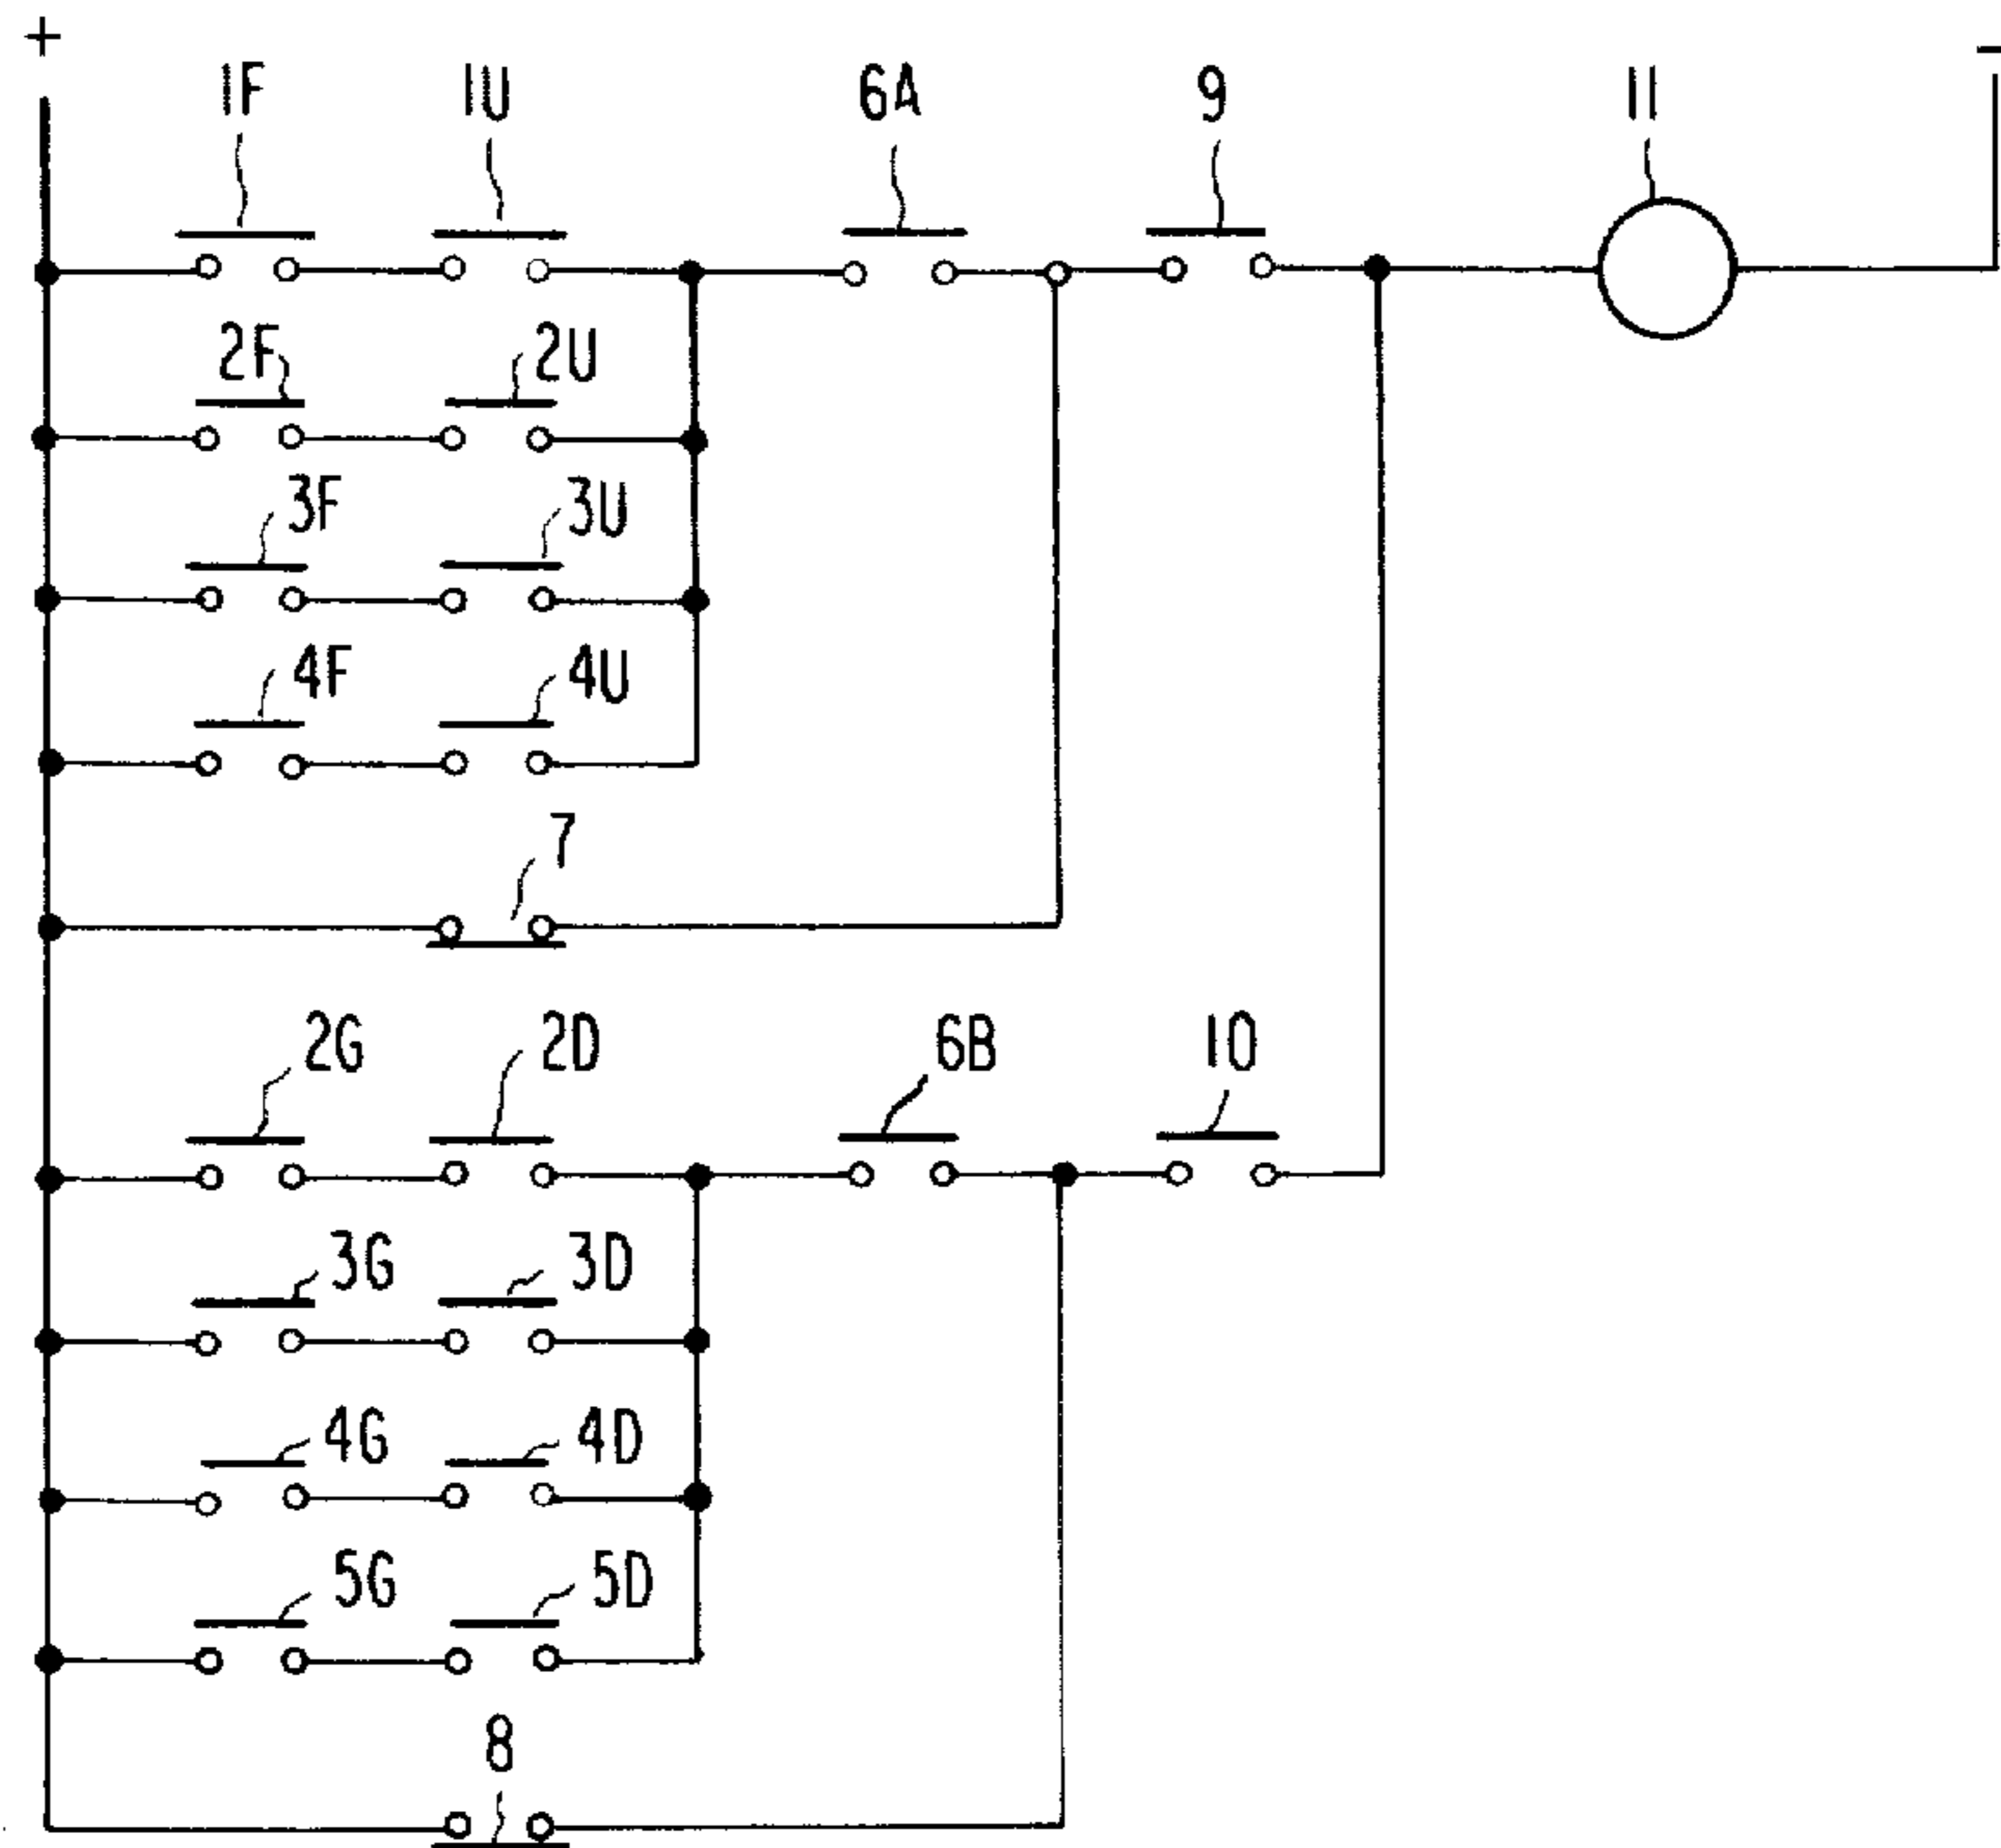 + −
1F 1U 6A 9 11
2F 2U
3F 3U
4F 4U
7
2G 2D 6B 10
3G 3D
4G 4D
5G 5D
8